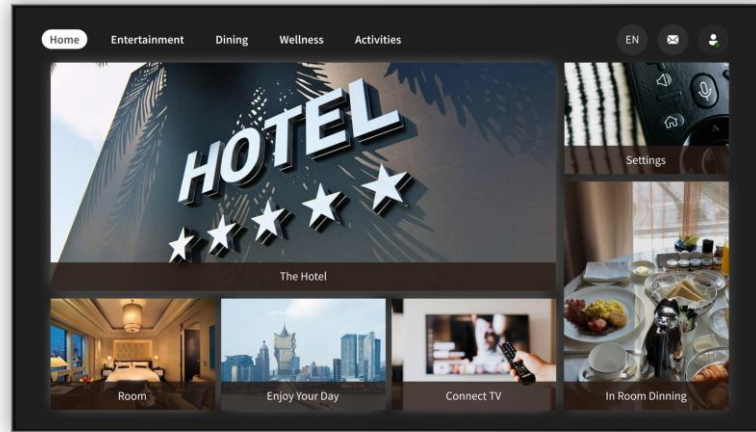 Home
Entertainment
Dining
Wellness
Activities
EN
HOTEL
The Hotel
Settings
Room
Enjoy Your Day
Connect TV
In Room Dinning